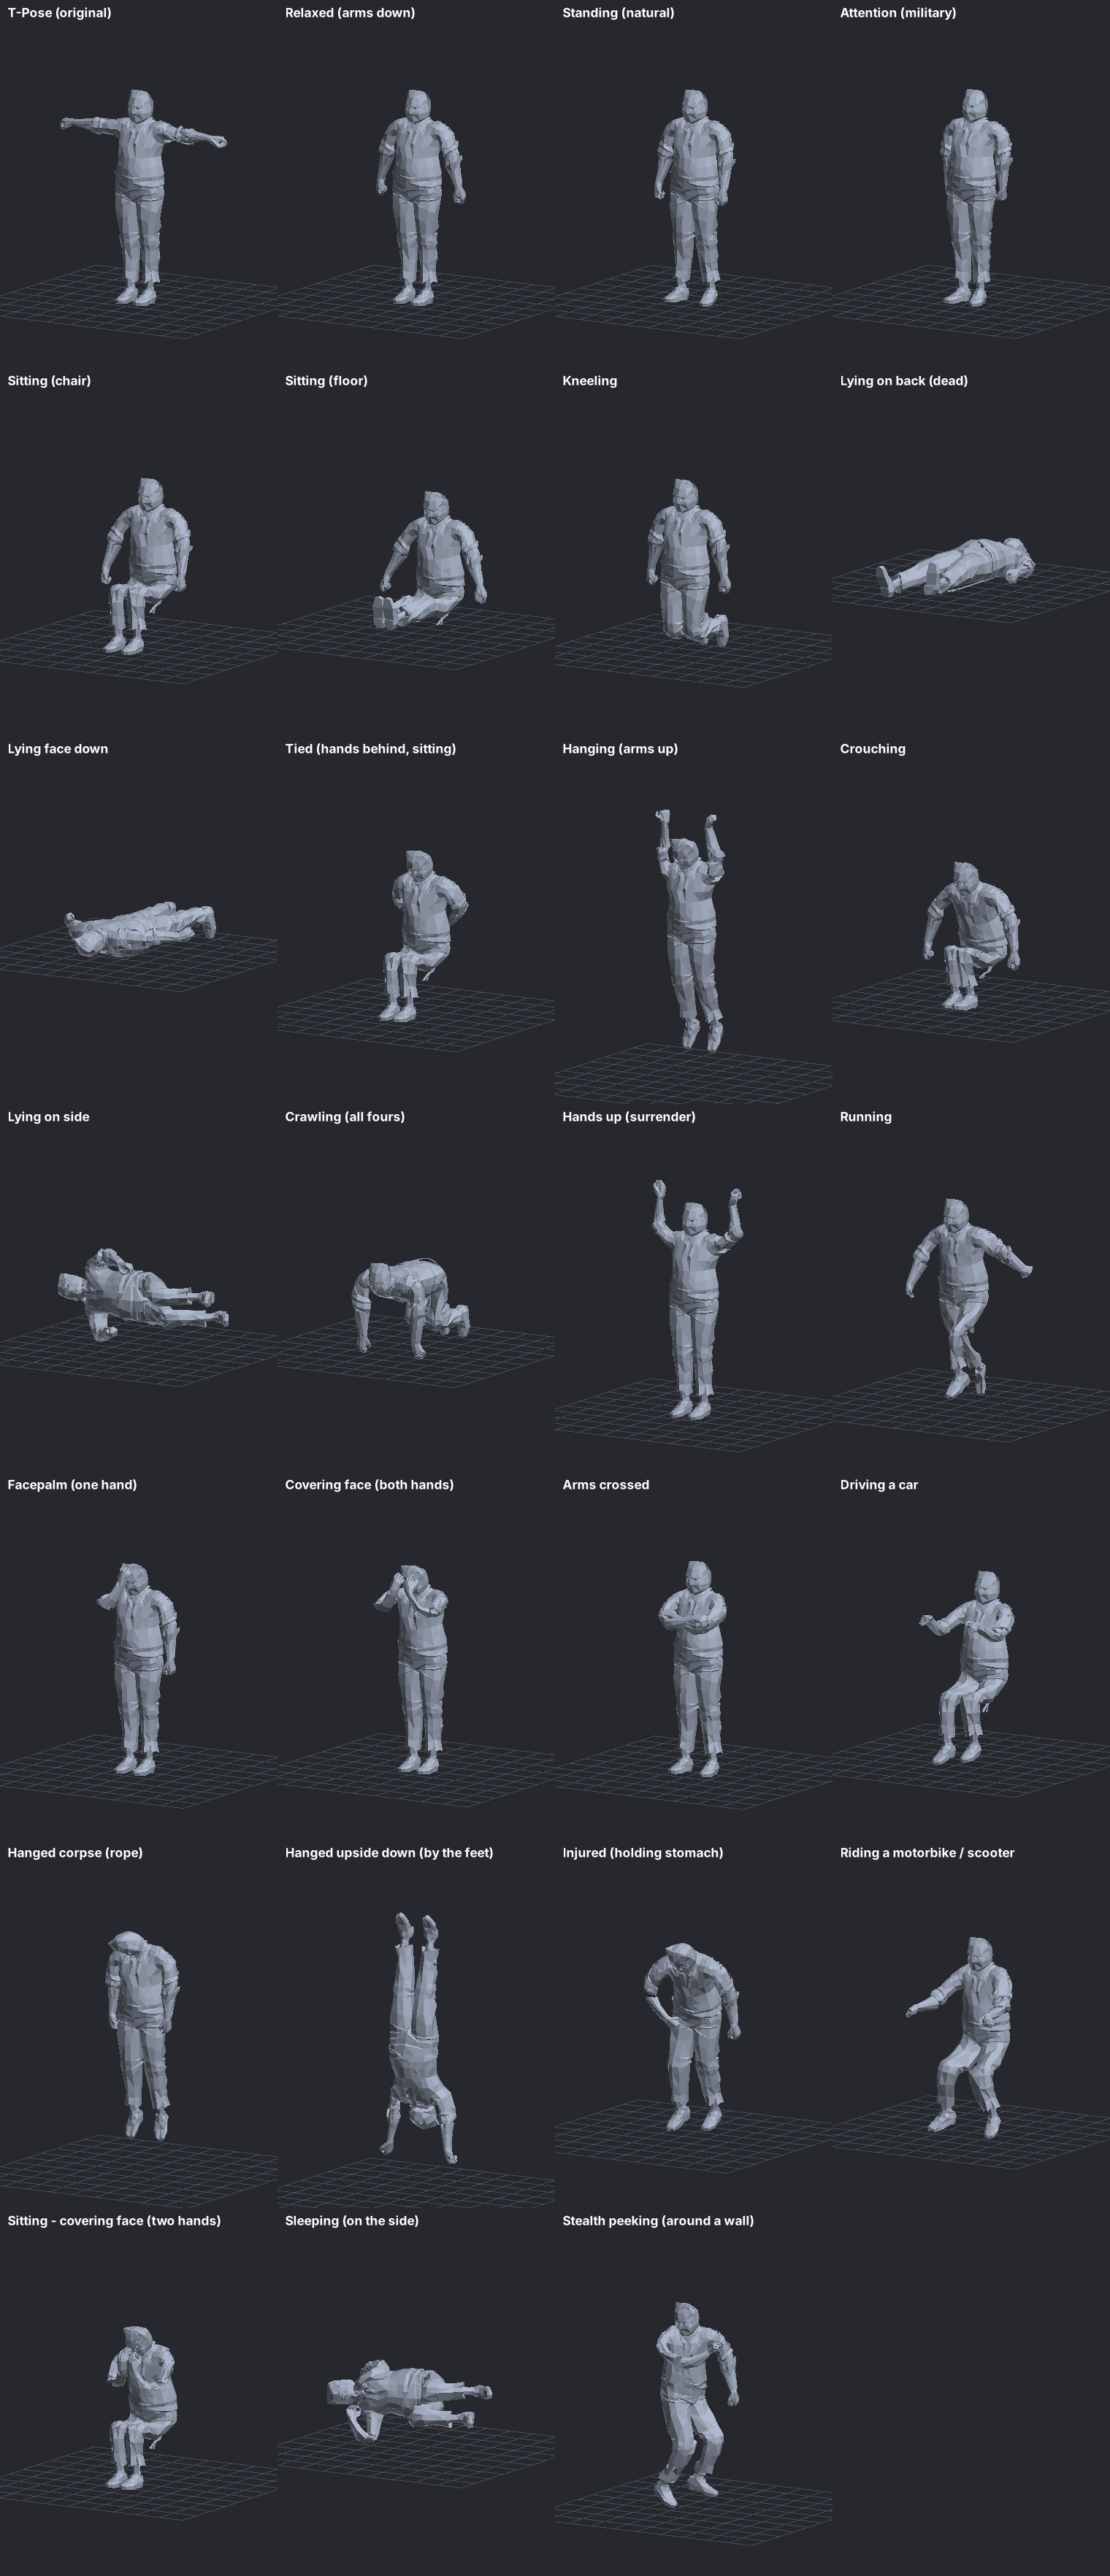 T-Pose (original)
Relaxed (arms down)
Standing (natural)
Attention (military)
Sitting (chair)
Sitting (floor)
Kneeling
Lying on back (dead)
Lying face down
Tied (hands behind, sitting)
Hanging (arms up)
Crouching
Lying on side
Crawling (all fours)
Hands up (surrender)
Running
Facepalm (one hand)
Covering face (both hands)
Arms crossed
Driving a car
Hanged corpse (rope)
Hanged upside down (by the feet)
Injured (holding stomach)
Riding a motorbike / scooter
Sitting - covering face (two hands)
Sleeping (on the side)
Stealth peeking (around a wall)